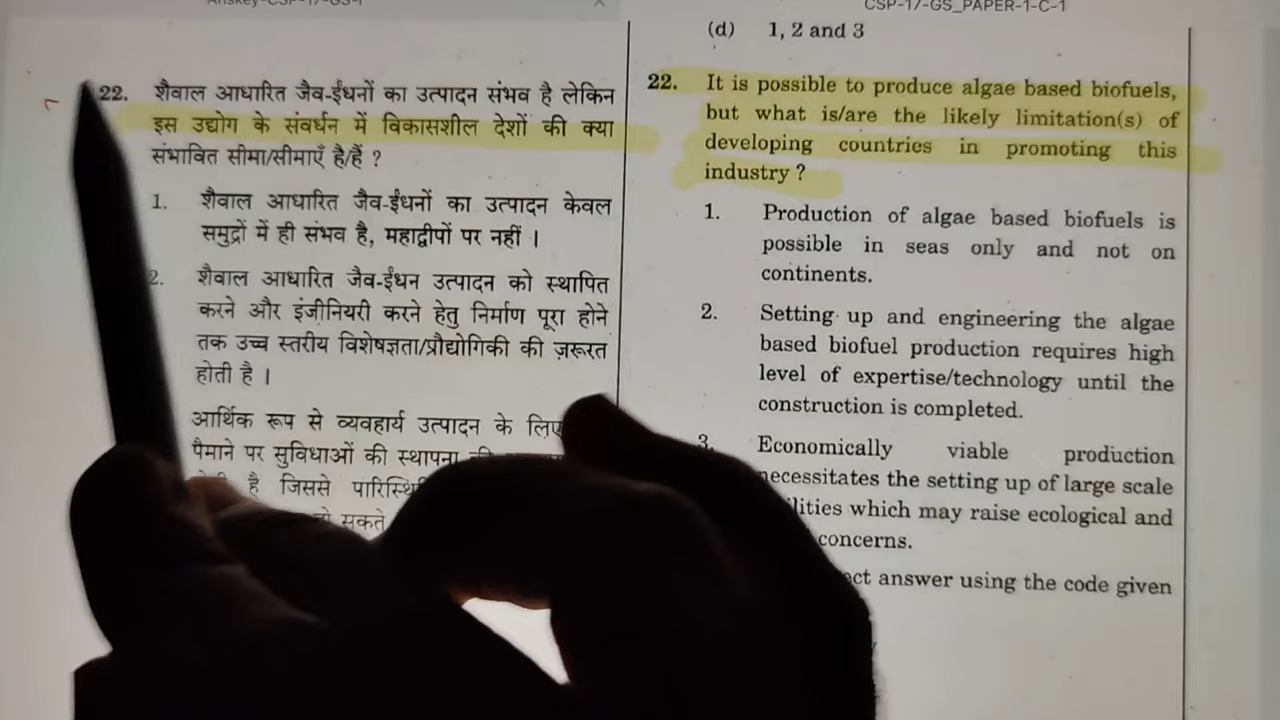 CSP-17-GS_PAPER-1-C-1
22. शैवाल आधारित जैव-ईंधनों का उत्पादन संभव है लेकिन
इस उद्योग के संवर्धन में विकासशील देशों की क्या
संभावित सीमा/सीमाएँ है/हैं ?
1. शैवाल आधारित जैव-ईंधनों का उत्पादन केवल
समुद्रों में ही संभव है, महाद्वीपों पर नहीं ।
2. शैवाल आधारित जैव-ईंधन उत्पादन को स्थापित
करने और इंजीनियरी करने हेतु निर्माण पूरा होने
तक उच्च स्तरीय विशेषज्ञता/प्रौद्योगिकी की ज़रूरत
होती है ।
आर्थिक रूप से व्यवहार्य उत्पादन के लिए
पैमाने पर सुविधाओं की स्थापना
है जिससे
सकते
(d) 1, 2 and 3
22. It is possible to produce algae based biofuels,
but what is/are the likely limitation(s) of
developing countries in promoting this
industry ?
1. Production of algae based biofuels is
possible in seas only and not on
continents.
2. Setting up and engineering the algae
based biofuel production requires high
level of expertise/technology until the
construction is completed.
3. Economically viable production
necessitates the setting up of large scale
which may raise ecological and
concerns.
answer using the code given